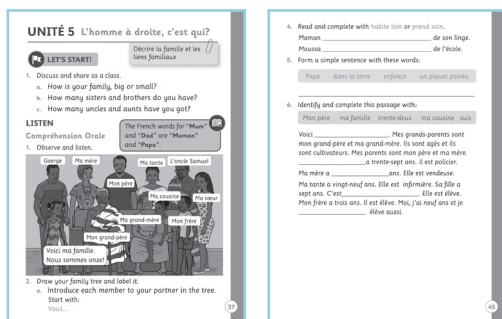 UNITÉ 5 L'homme à droite, c'est qui?
LET'S START!
Décrire la famille et les
liens familiaux
1. Discuss and share as a class.
a. How is your family, big or small?
b. How many sisters and brothers do you have?
c. How many uncles and aunts have you got?
LISTEN
Compréhension Orale
The French words for "Mum"
and "Dad" are "Maman"
and "Papa".
1. Observe and listen.
George
Ma mère
Ma tante
L'oncle Samuel
Mon père
Ma cousine
Ma sœur
Ma grand-mère
Mon frère
Mon grand-père
Voici ma famille.
Nous sommes onze!
2. Draw your family tree and label it.
a. Introduce each member to your partner in the tree.
Start with:
Voici...
37
4. Read and complete with habite loin or prend soin.
Maman ______ de son linge.
Moussa ______ de l'école.
5. Form a simple sentence with these words:
Papa dans la terre enfonce un piquet pointu
6. Identify and complete this passage with:
Mon père ma famille trente-deux ma cousine suis
Voici ______. Mes grands-parents sont
mon grand-père et ma grand-mère. Ils sont agés et ils
sont cultivateurs. Mes parents sont mon père et ma mère.
______ a trente-sept ans. Il est policier.
Ma mère a ______ ans. Elle est vendeuse.
Ma tante a vingt-neuf ans. Elle est infirmière. Sa fille a
sept ans. C'est ______. Elle est élève.
Mon frère a trois ans. Il est élève. Moi, j'ai neuf ans et je
______ élève aussi.
45